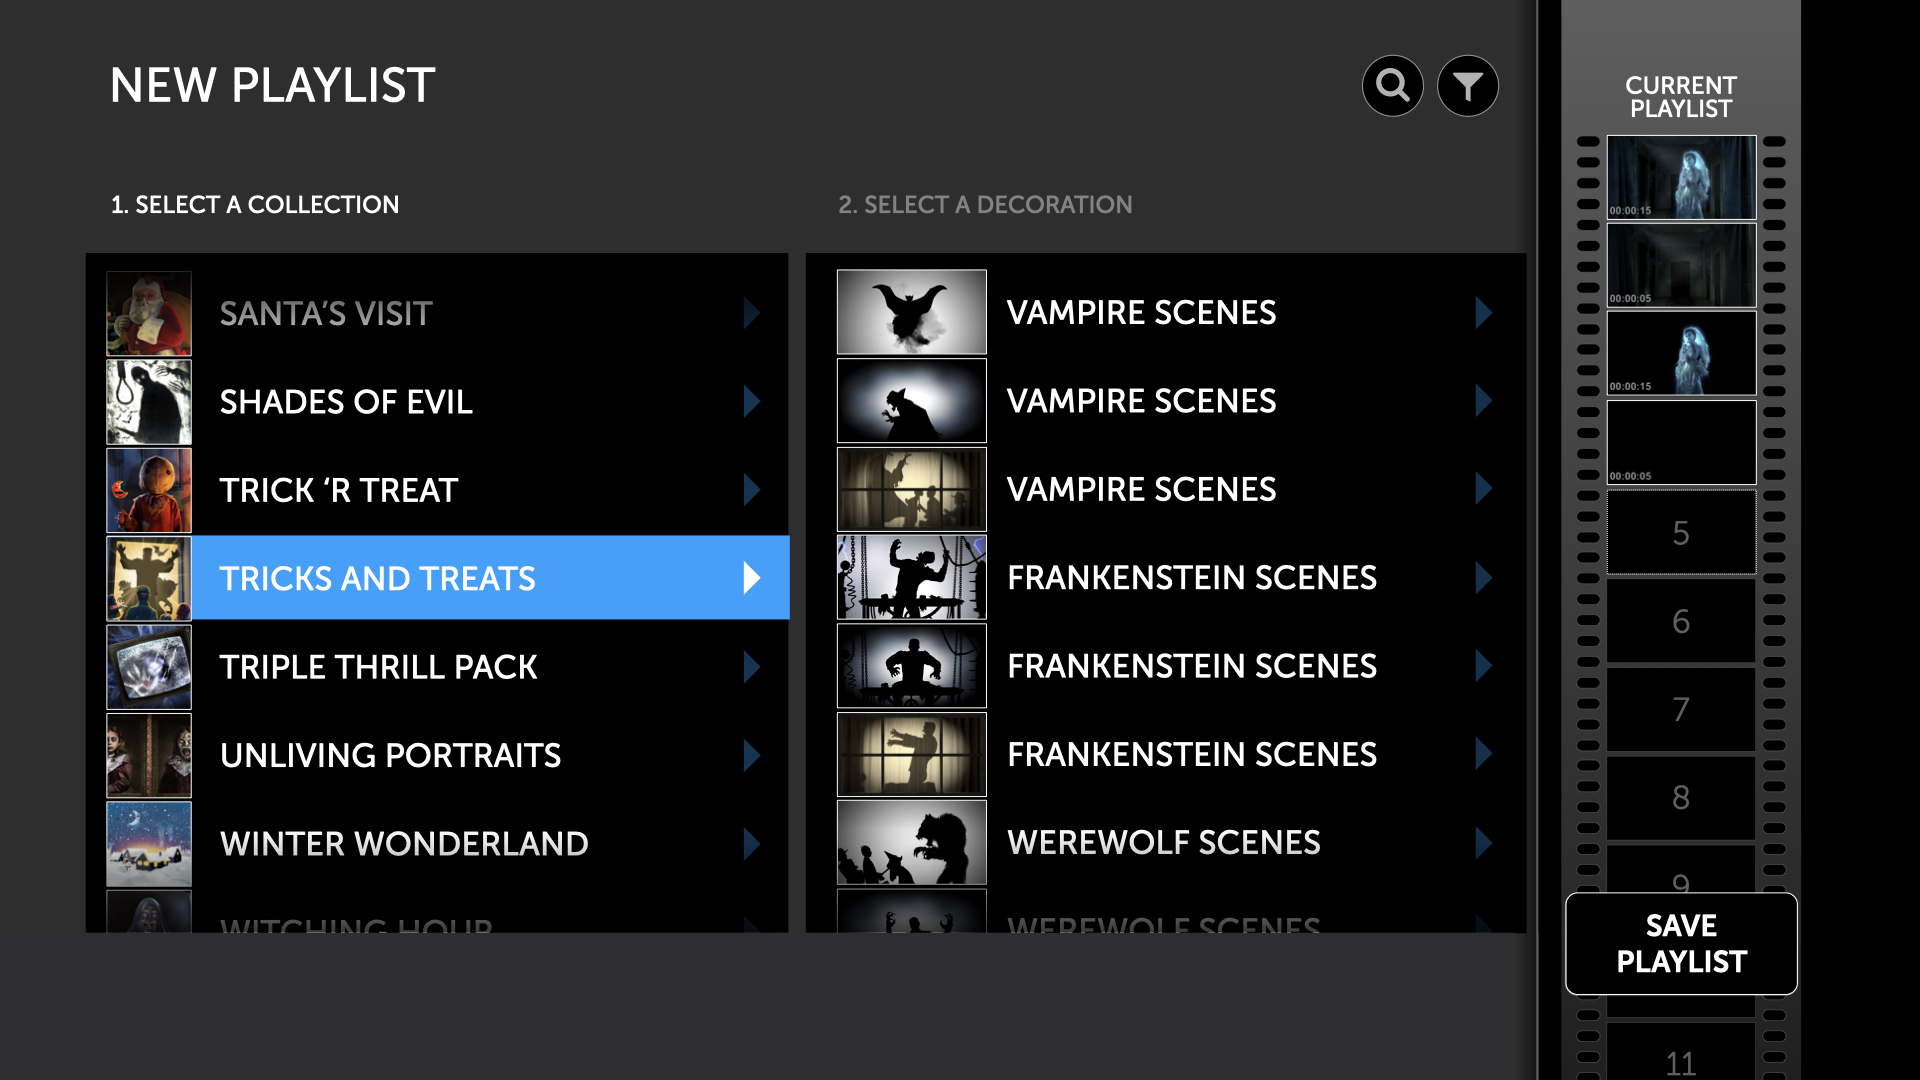 NEW PLAYLIST
1. SELECT A COLLECTION
SANTA’S VISIT
SHADES OF EVIL
TRICK ‘R TREAT
TRICKS AND TREATS
TRIPLE THRILL PACK
UNLIVING PORTRAITS
WINTER WONDERLAND
WITCHING HOUR
2. SELECT A DECORATION
VAMPIRE SCENES
VAMPIRE SCENES
VAMPIRE SCENES
FRANKENSTEIN SCENES
FRANKENSTEIN SCENES
FRANKENSTEIN SCENES
WEREWOLF SCENES
WEREWOLF SCENES
CURRENT
PLAYLIST
00:00:15
00:00:05
00:00:15
00:00:05
5
6
7
8
9
SAVE
PLAYLIST
11